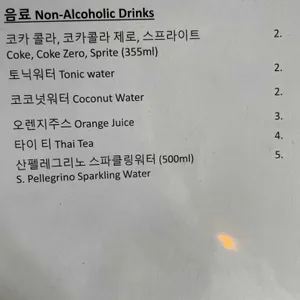 음료 Non-Alcoholic Drinks
코카 콜라, 코카콜라 제로, 스프라이트 2.
Coke, Coke Zero, Sprite (355ml)
토닉워터 Tonic water 2.
코코넛워터 Coconut Water 2.
오렌지주스 Orange Juice 3.
타이 티 Thai Tea 4.
산펠레그리노 스파클링워터 (500ml) 5.
S. Pellegrino Sparkling Water